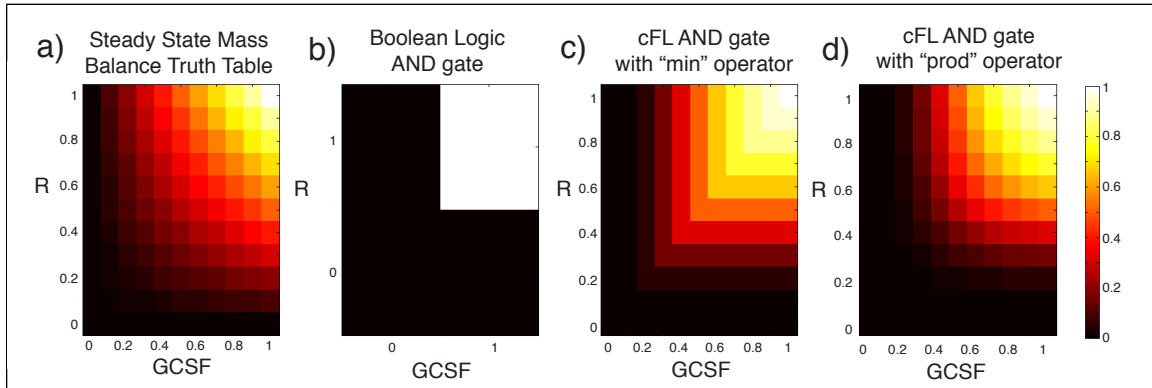 a) Steady State Mass
Balance Truth Table
b) Boolean Logic
AND gate
c) cFL AND gate
with “min” operator
d) cFL AND gate
with “prod” operator
R
1
0.8
0.6
0.4
0.2
0
0 0.2 0.4 0.6 0.8 1
GCSF
R
1
0
0 1
GCSF
1
0.8
0.6
0.4
0.2
0
0 0.2 0.4 0.6 0.8 1
GCSF
R
1
0.8
0.6
0.4
0.2
0
0 0.2 0.4 0.6 0.8 1
GCSF
1
0.8
0.6
0.4
0.2
0